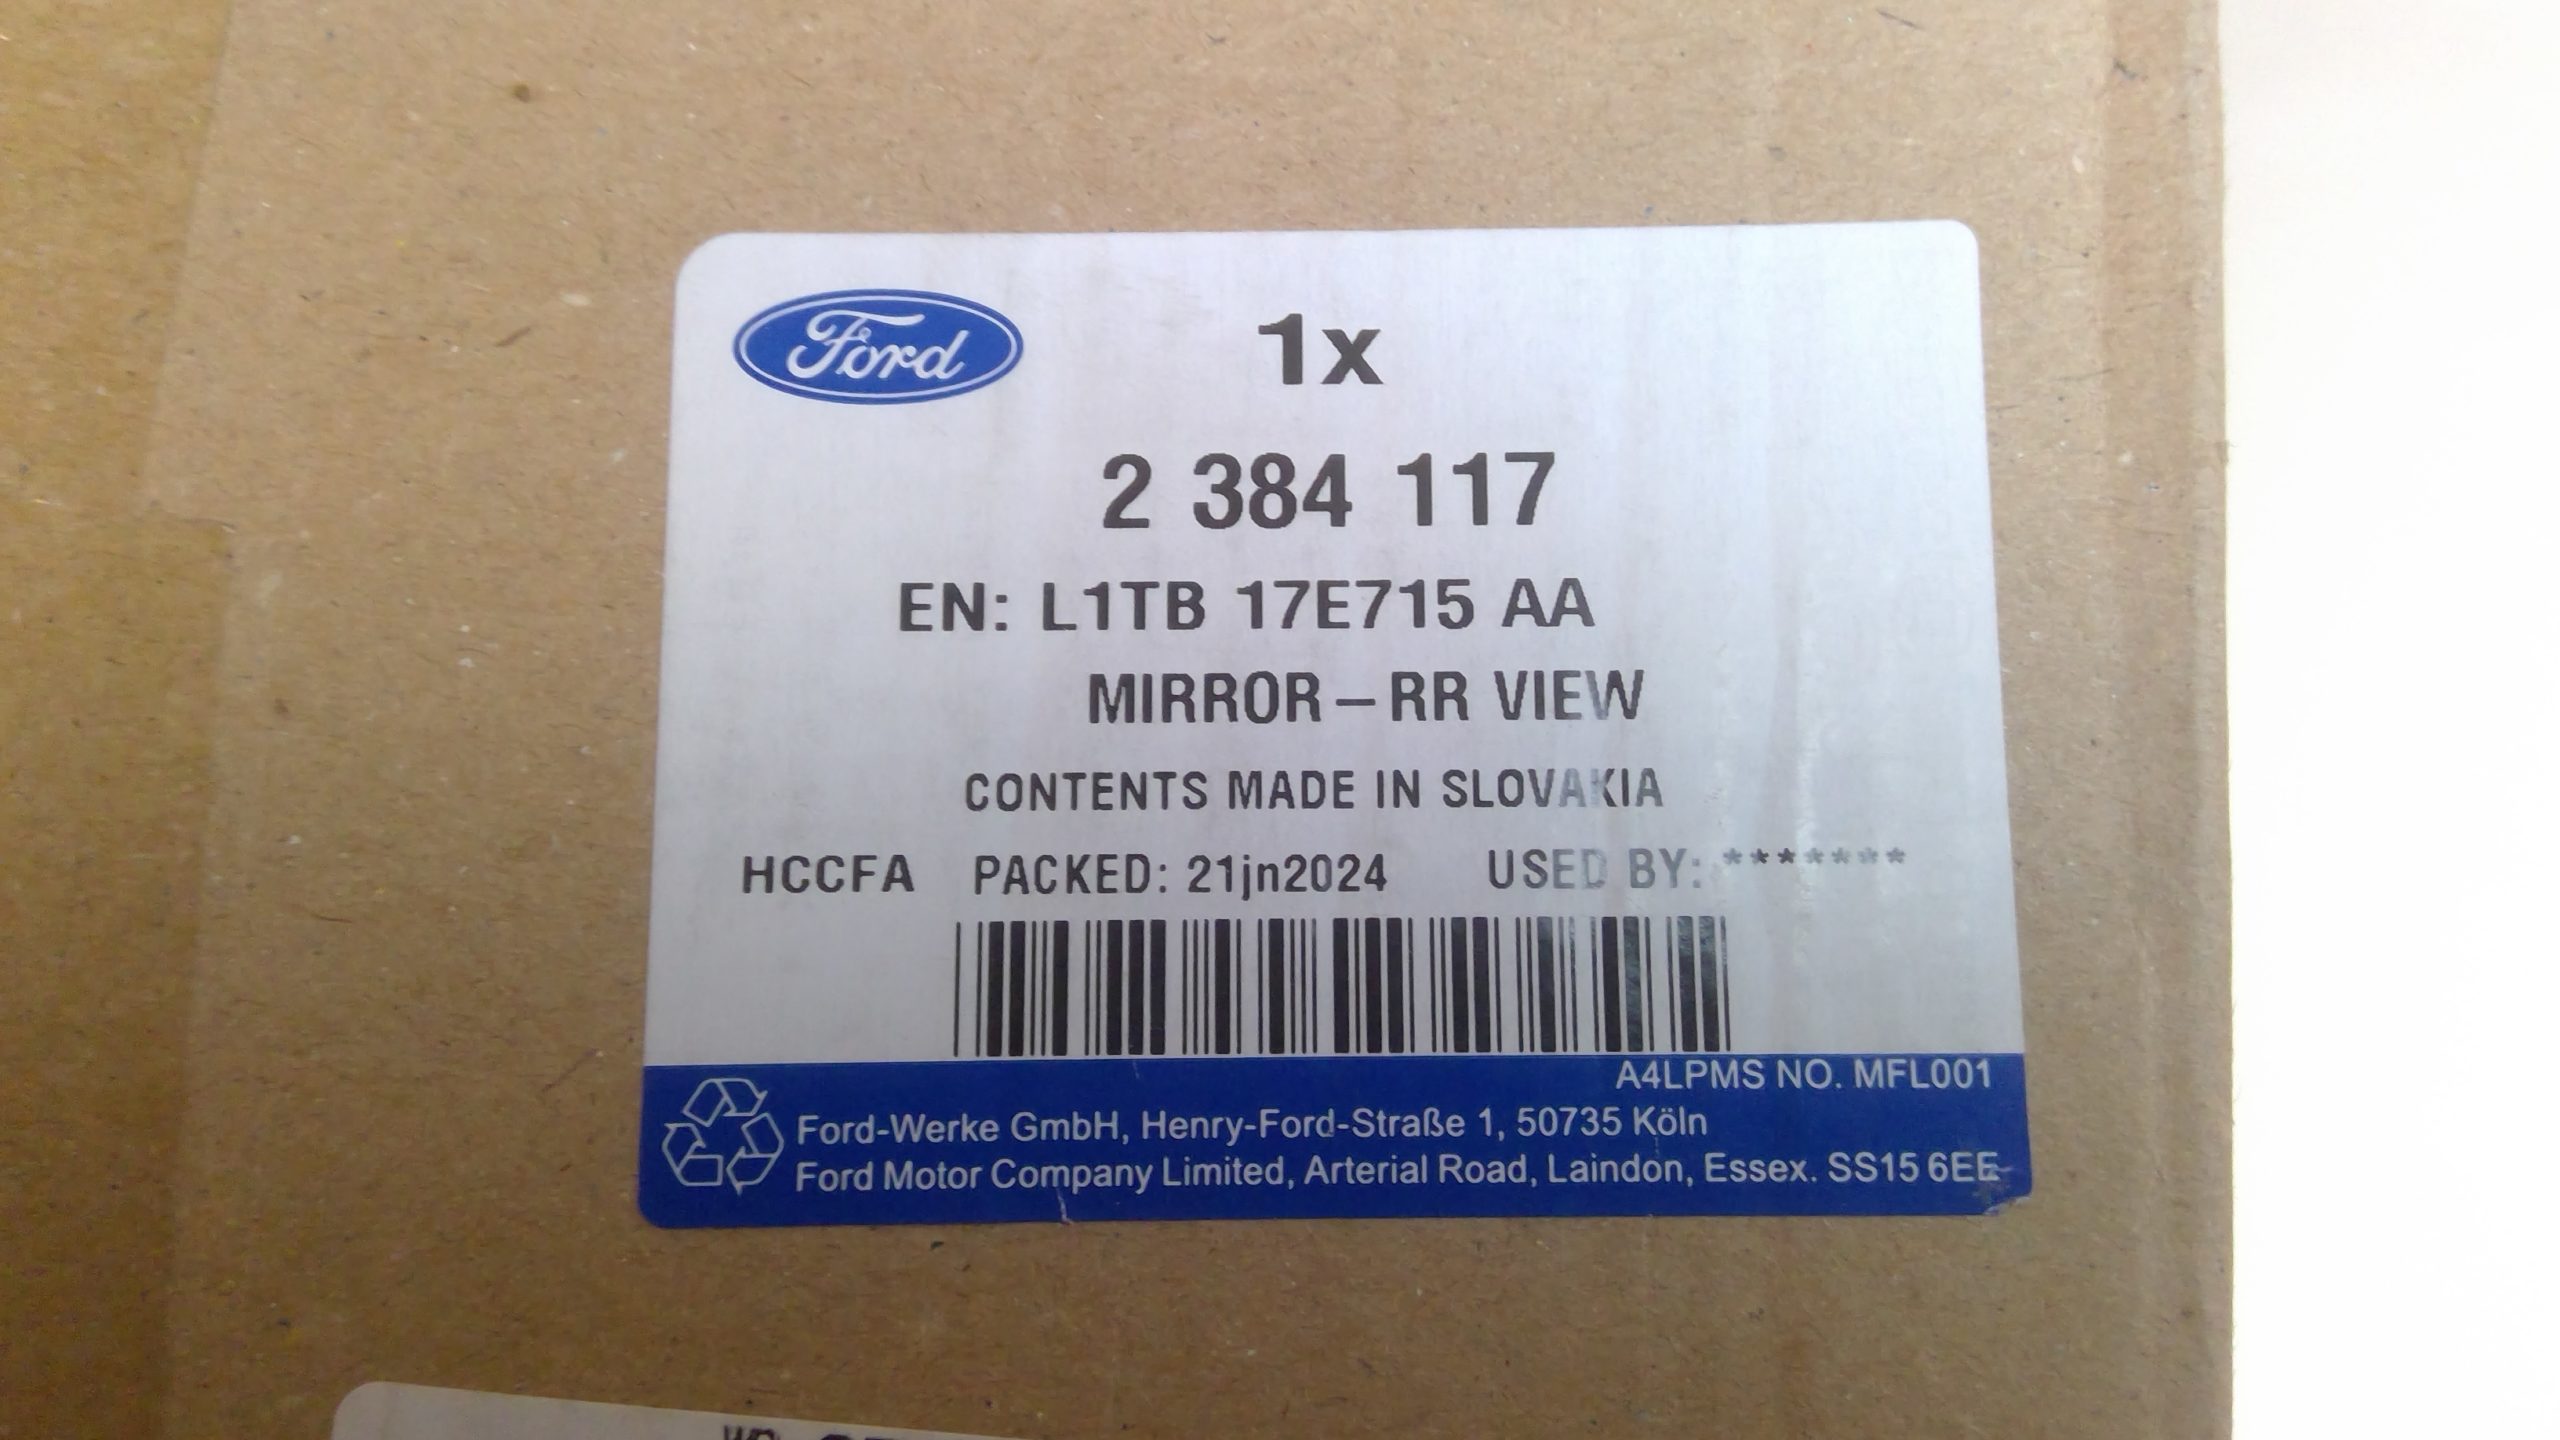 Ford
1x
2 384 117
EN: L1TB 17E715 AA
MIRROR – RR VIEW
CONTENTS MADE IN SLOVAKIA
HCCFA PACKED: 21jn2024 USED BY: *******
A4LPMS NO. MFL001
Ford-Werke GmbH, Henry-Ford-Straße 1, 50735 Köln
Ford Motor Company Limited, Arterial Road, Laindon, Essex. SS15 6EE